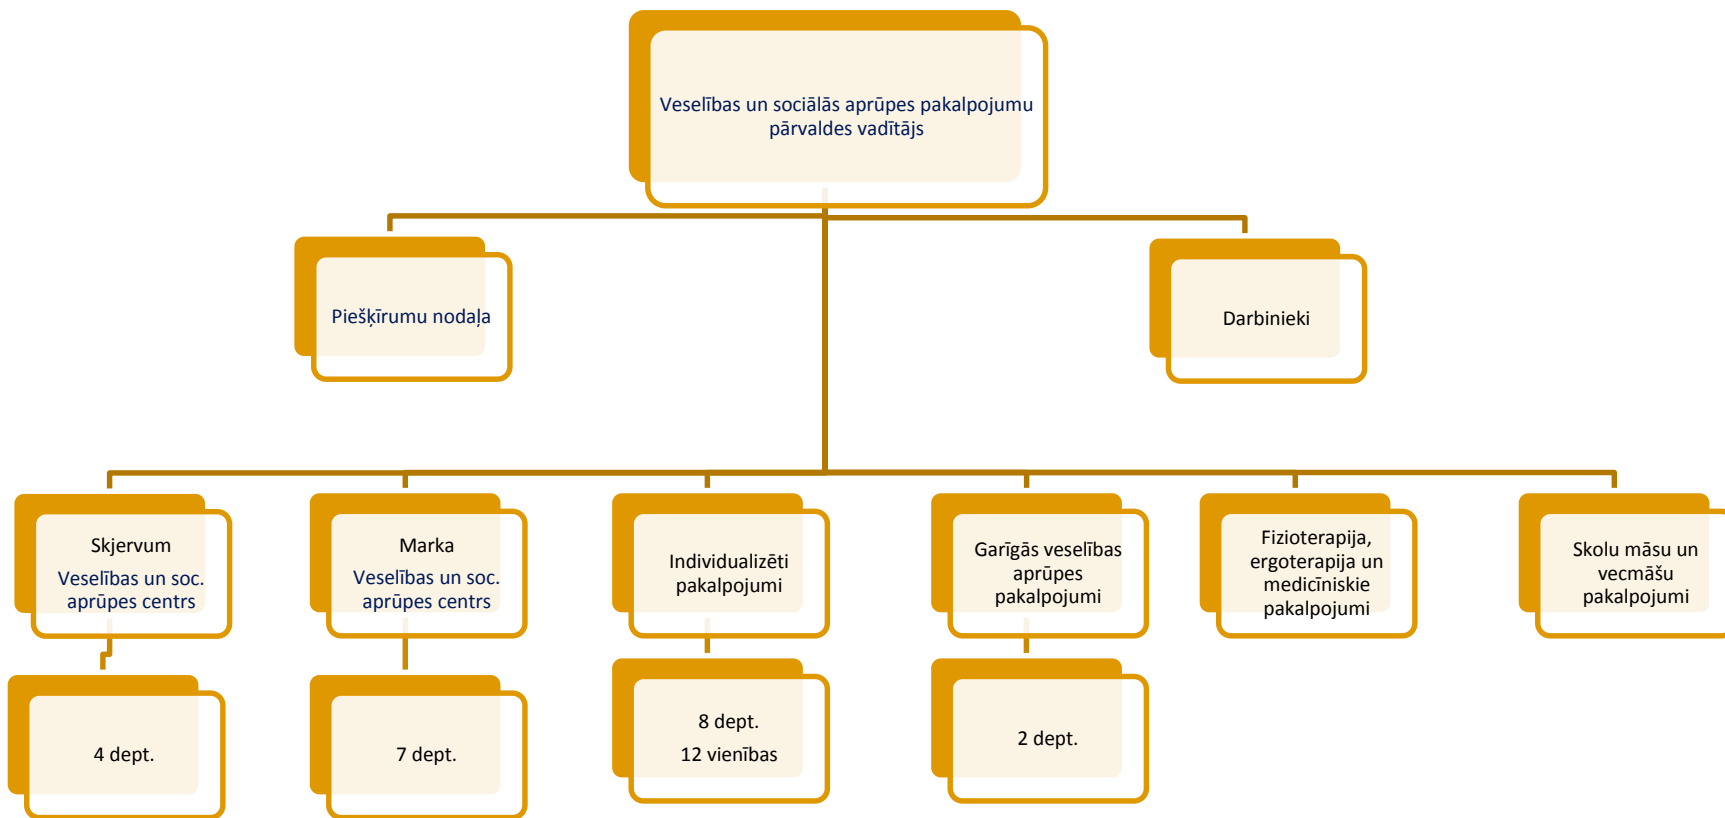 Veselības un sociālās aprūpes pakalpojumu
pārvaldes vadītājs
Piešķīrumu nodaļa
Darbinieki
Skjervum
Veselības un soc.
aprūpes centrs
Marka
Veselības un soc.
aprūpes centrs
Individualizēti
pakalpojumi
Garīgās veselības
aprūpes
pakalpojumi
Fizioterapija,
ergoterapija un
medicīniskie
pakalpojumi
Skolu māsu un
vecmāšu
pakalpojumi
4 dept.
7 dept.
8 dept.
12 vienības
2 dept.